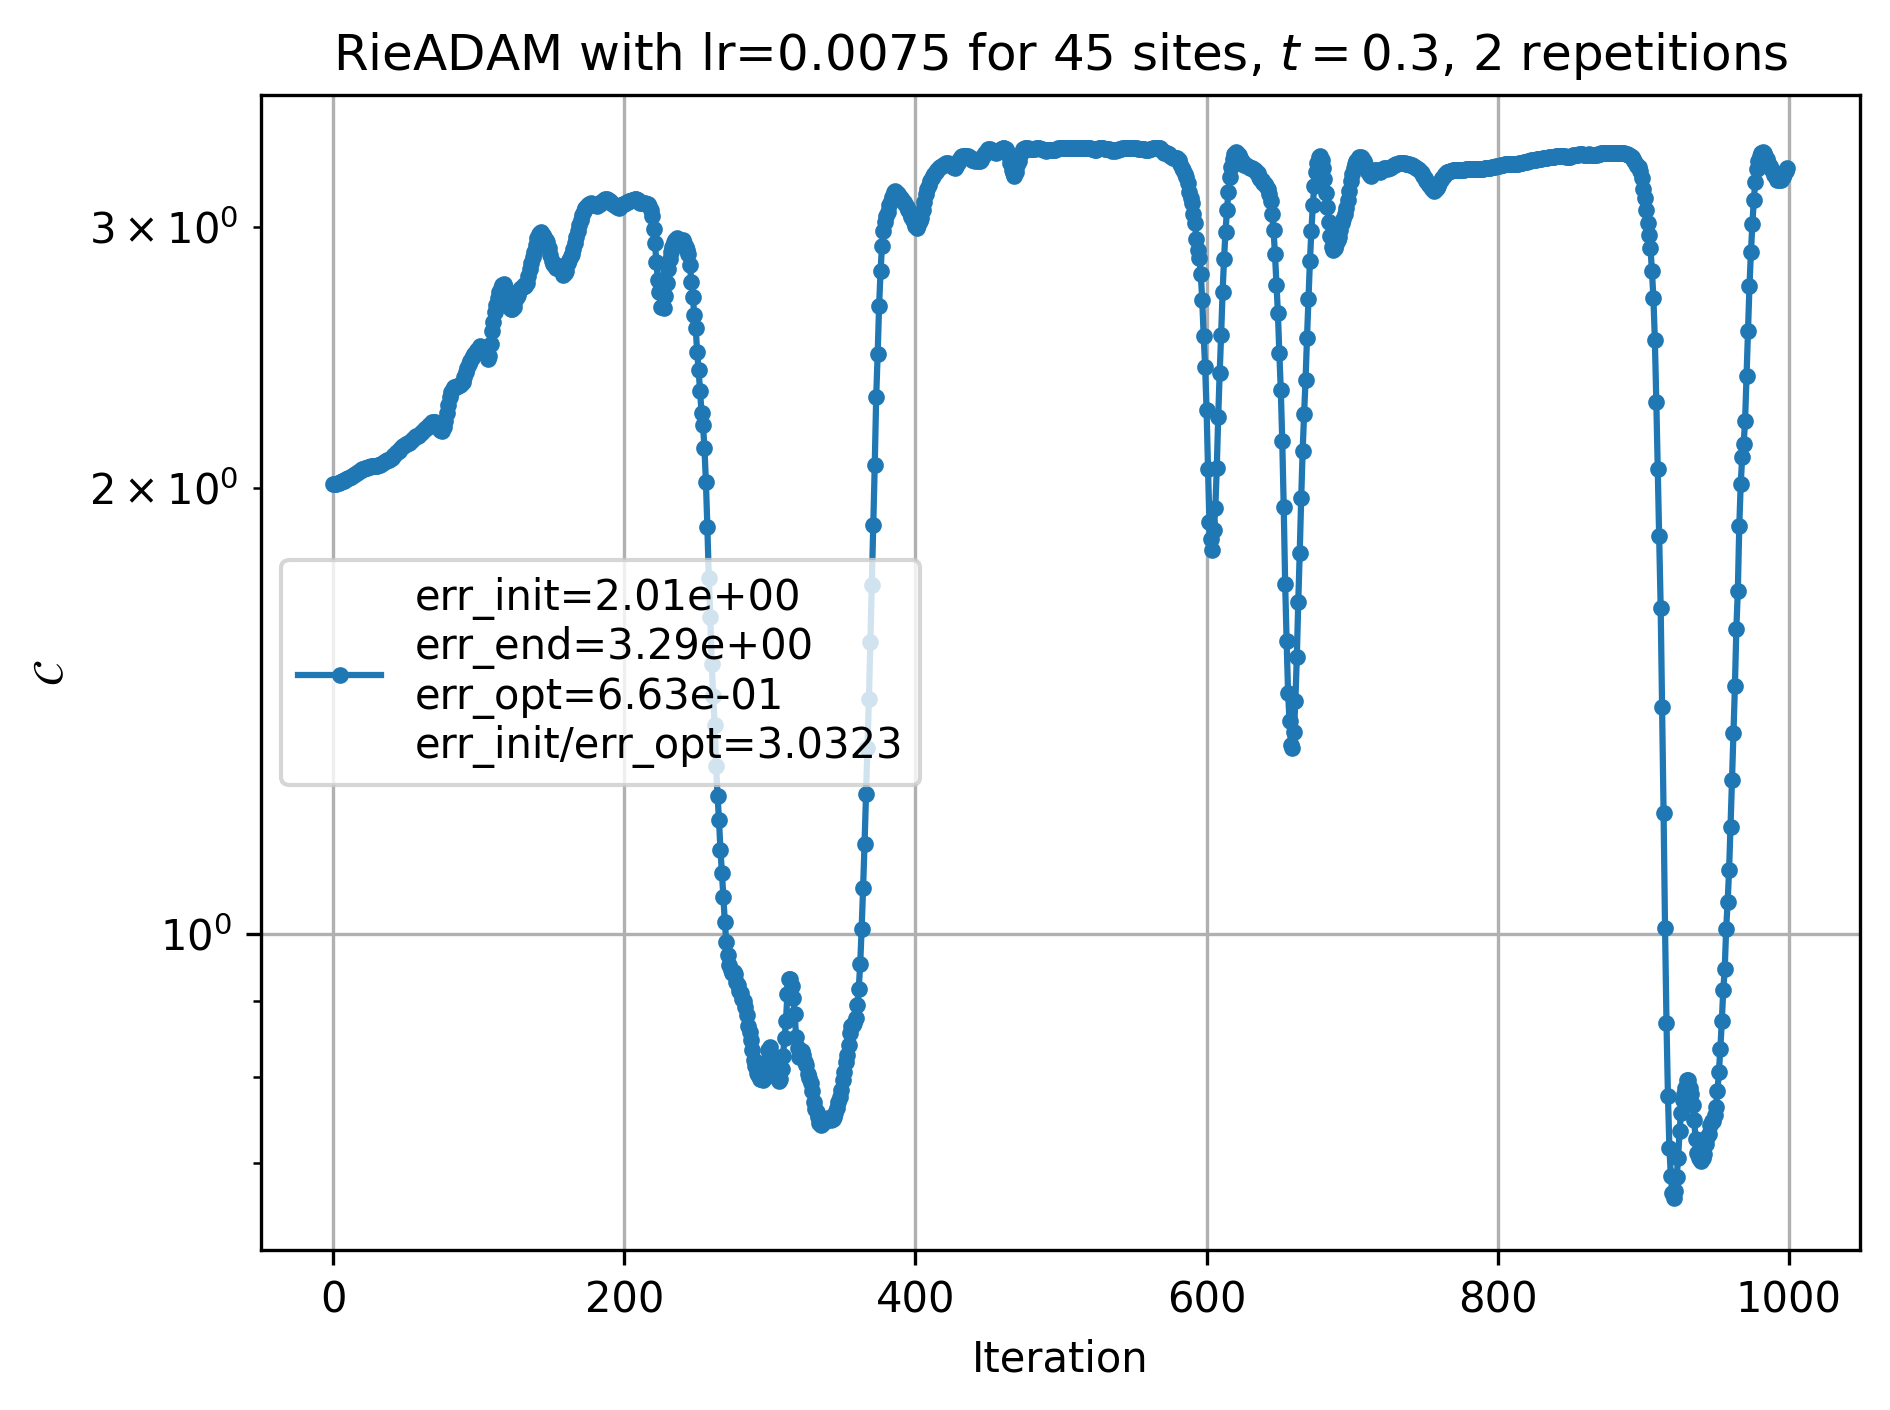 RieADAM with lr=0.0075 for 45 sites, t = 0.3, 2 repetitions
3 × 10⁰
2 × 10⁰
10⁰
C
err_init=2.01e+00
err_end=3.29e+00
err_opt=6.63e-01
err_init/err_opt=3.0323
0 200 400 600 800 1000
Iteration